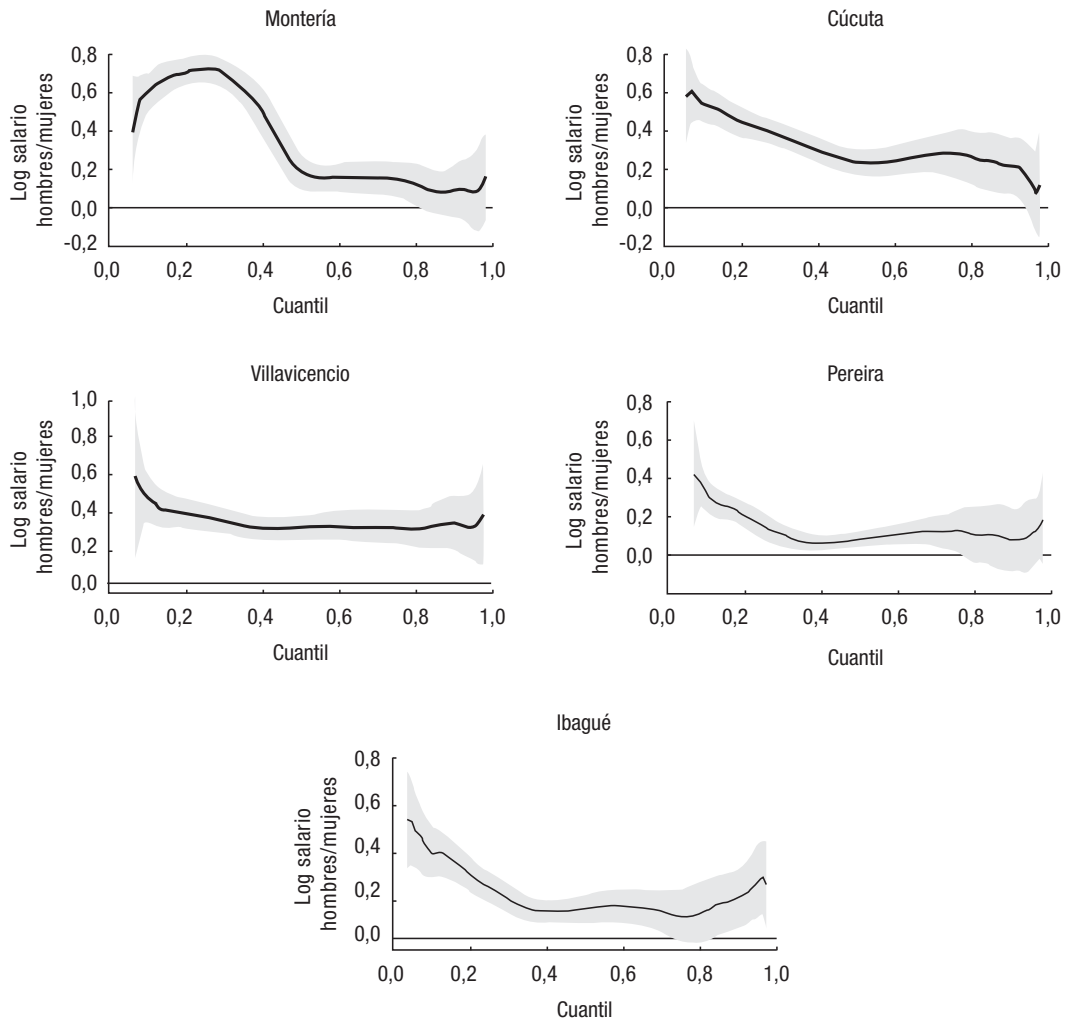 Montería
Log salario
hombres/mujeres
0,8
0,6
0,4
0,2
0,0
-0,2
0,0 0,2 0,4 0,6 0,8 1,0
Cuantil
Cúcuta
Log salario
hombres/mujeres
0,8
0,6
0,4
0,2
0,0
-0,2
0,0 0,2 0,4 0,6 0,8 1,0
Cuantil
Villavicencio
Log salario
hombres/mujeres
1,0
0,8
0,6
0,4
0,2
0,0
0,0 0,2 0,4 0,6 0,8 1,0
Cuantil
Pereira
Log salario
hombres/mujeres
0,8
0,6
0,4
0,2
0,0
0,0 0,2 0,4 0,6 0,8 1,0
Cuantil
Ibagué
Log salario
hombres/mujeres
0,8
0,6
0,4
0,2
0,0
0,0 0,2 0,4 0,6 0,8 1,0
Cuantil